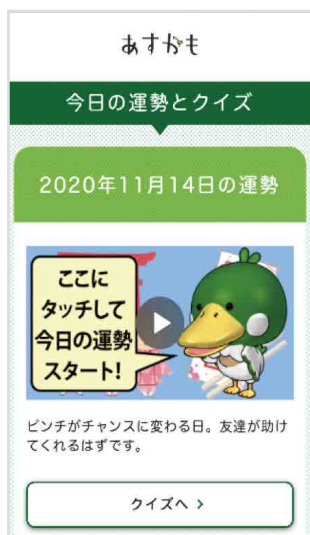 あすかも
今日の運勢とクイズ
2020年11月14日の運勢
ここに
タッチして
今日の運勢
スタート!
ピンチがチャンスに変わる日。友達が助け
てくれるはずです。
クイズへ >